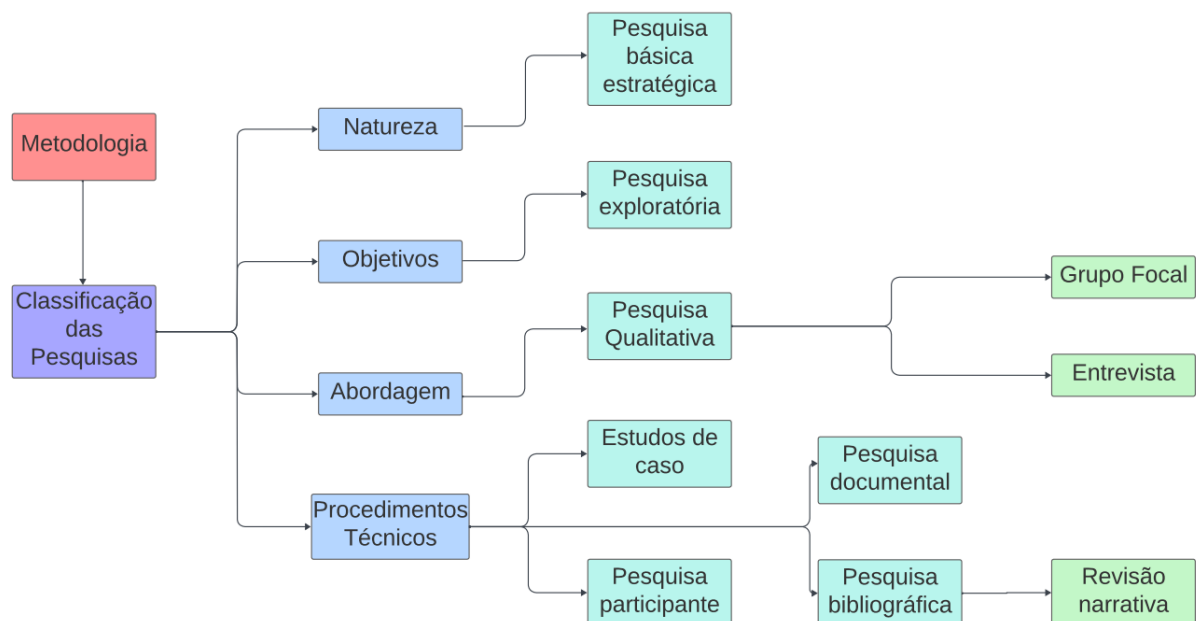 Metodologia
Classificação
das
Pesquisas
Natureza
Pesquisa
básica
estratégica
Objetivos
Pesquisa
exploratória
Abordagem
Pesquisa
Qualitativa
Grupo Focal
Entrevista
Procedimentos
Técnicos
Estudos de
caso
Pesquisa
participante
Pesquisa
documental
Pesquisa
bibliográfica
Revisão
narrativa